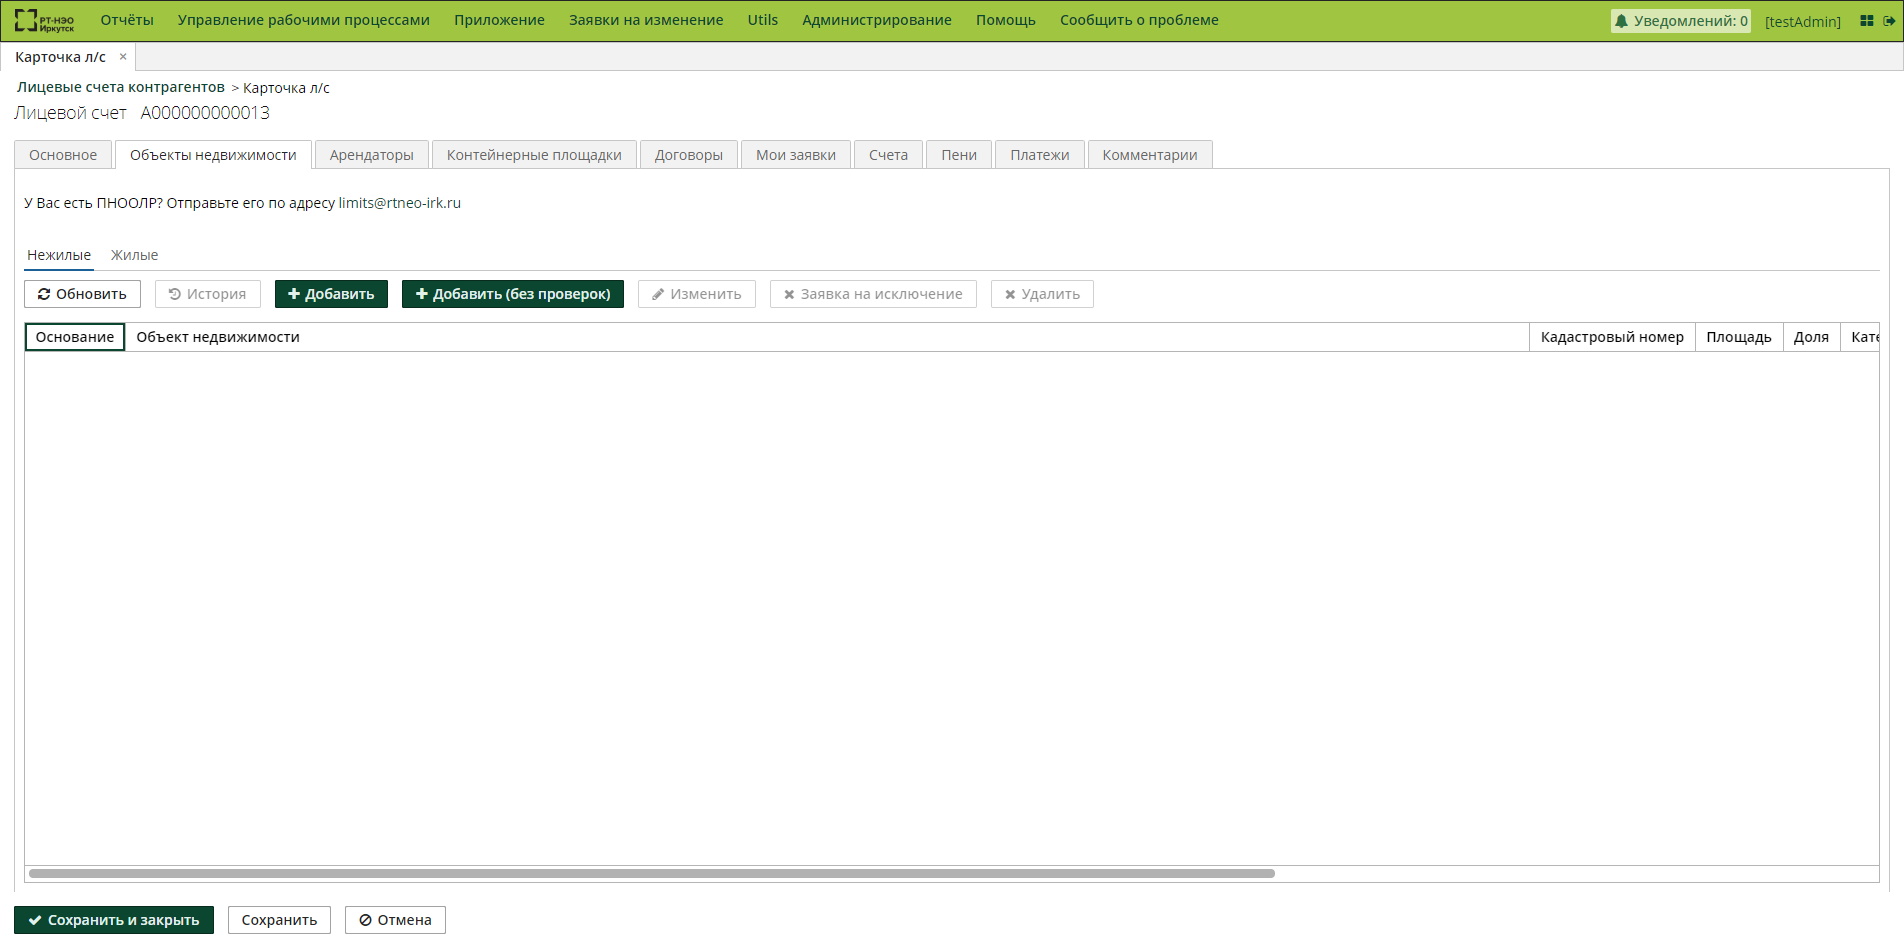 РТ-НЭО Иркутск Отчёты Управление рабочими процессами Приложение Заявки на изменение Utils Администрирование Помощь Сообщить о проблеме Уведомлений: 0 [testAdmin]
Карточка л/с ×
Лицевые счета контрагентов > Карточка л/с
Лицевой счет A000000000013
Основное Объекты недвижимости Арендаторы Контейнерные площадки Договоры Мои заявки Счета Пени Платежи Комментарии
У Вас есть ПНООЛР? Отправьте его по адресу limits@rtneo-irk.ru
Нежилые Жилые
Обновить История Добавить Добавить (без проверок) Изменить Заявка на исключение Удалить
Основание Объект недвижимости Кадастровый номер Площадь Доля Кате
Сохранить и закрыть Сохранить Отмена